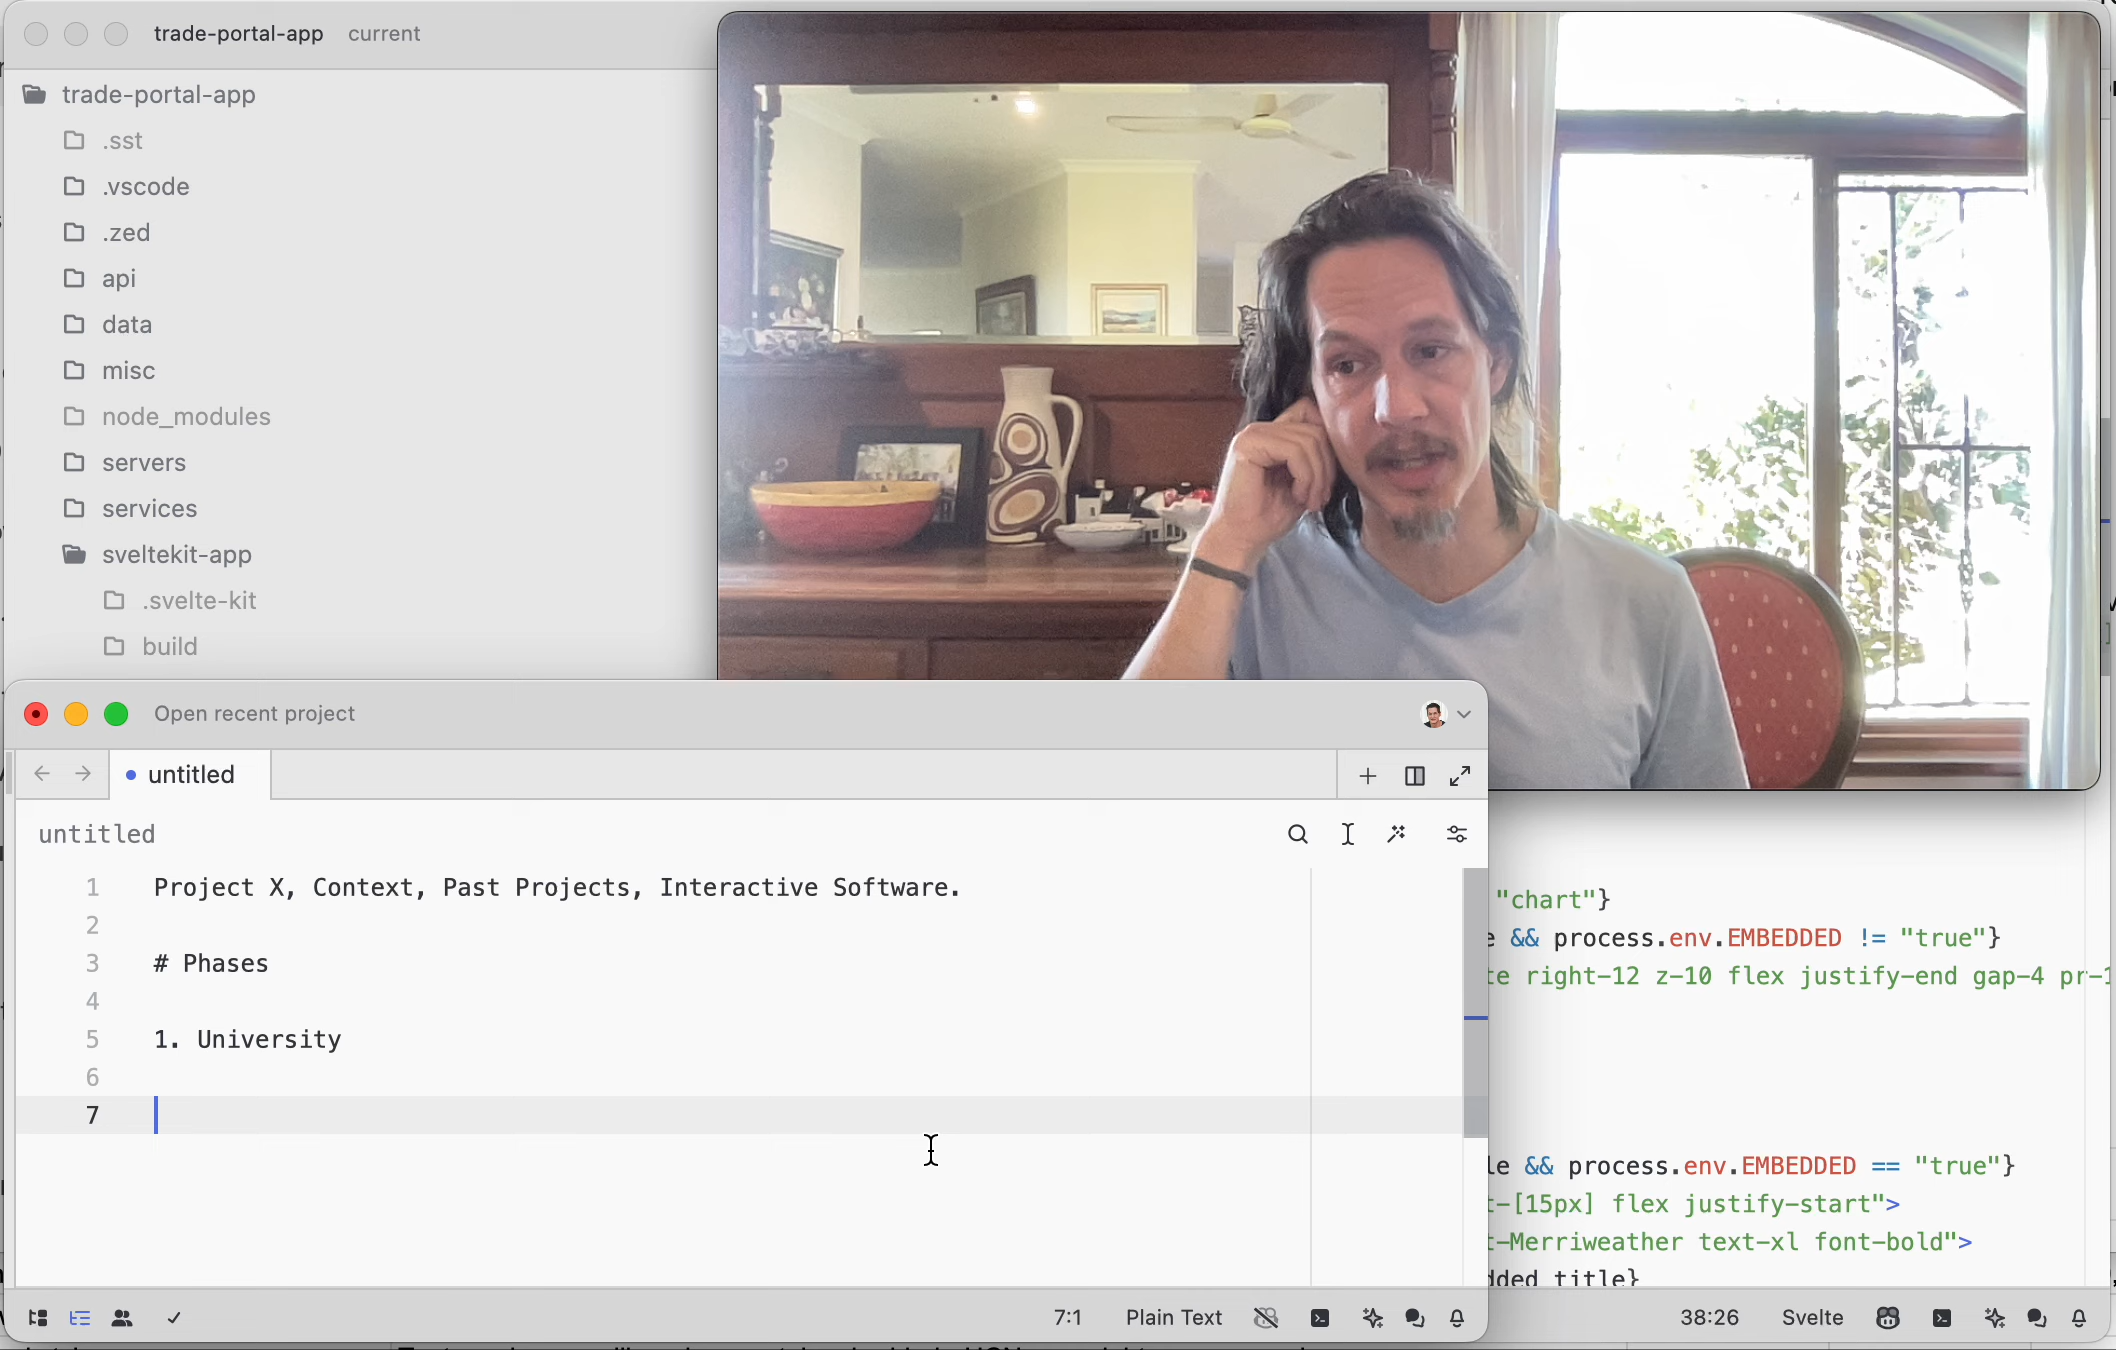 trade-portal-app current
trade-portal-app
.sst
.vscode
.zed
api
data
misc
node_modules
servers
services
sveltekit-app
.svelte-kit
build
Open recent project
untitled
untitled
1 Project X, Context, Past Projects, Interactive Software.
2
3 # Phases
4
5 1. University
6
7
7:1 Plain Text
"chart"}
e && process.env.EMBEDDED != "true"}
te right-12 z-10 flex justify-end gap-4 pr-1
le && process.env.EMBEDDED == "true"}
t-[15px] flex justify-start">
t-Merriweather text-xl font-bold">
dded title}
38:26 Svelte